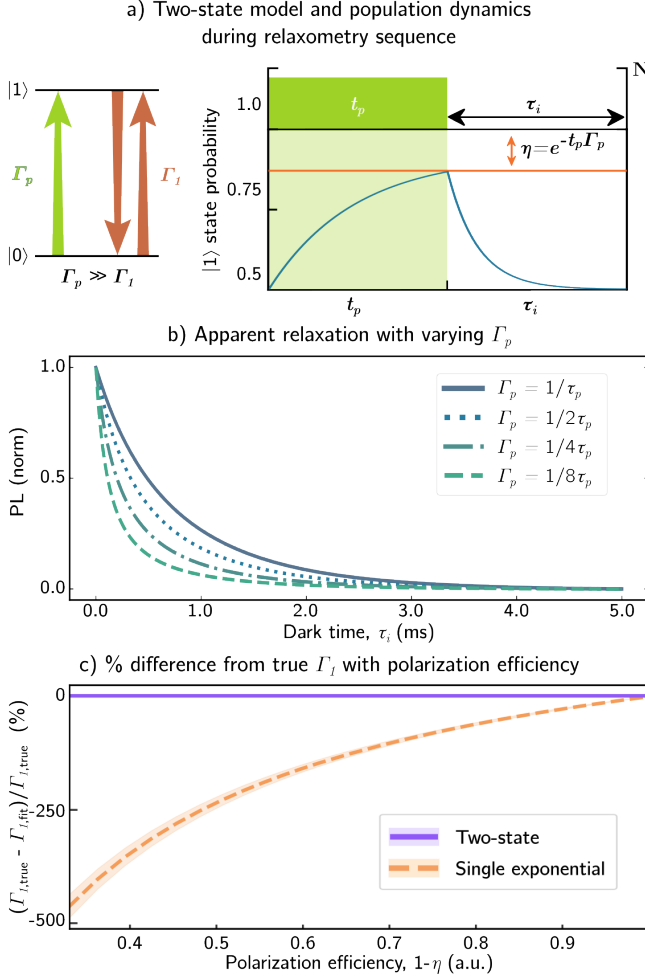 a) Two-state model and population dynamics
during relaxometry sequence
|1⟩
Γp
Γ1
|0⟩
Γp ≫ Γ1
|1⟩ state probability
1.0
0.75
0.5
tp
τi
N
η=e^-tpΓp
tp
τi
b) Apparent relaxation with varying Γp
PL (norm)
1.0
0.5
0.0
Γp = 1/τp
Γp = 1/2τp
Γp = 1/4τp
Γp = 1/8τp
0.0 1.0 2.0 3.0 4.0 5.0
Dark time, τi (ms)
c) % difference from true Γ1 with polarization efficiency
(Γ1,true - Γ1,fit)/Γ1,true (%)
0
-250
-500
Two-state
Single exponential
0.4 0.5 0.6 0.7 0.8 0.9
Polarization efficiency, 1-η (a.u.)